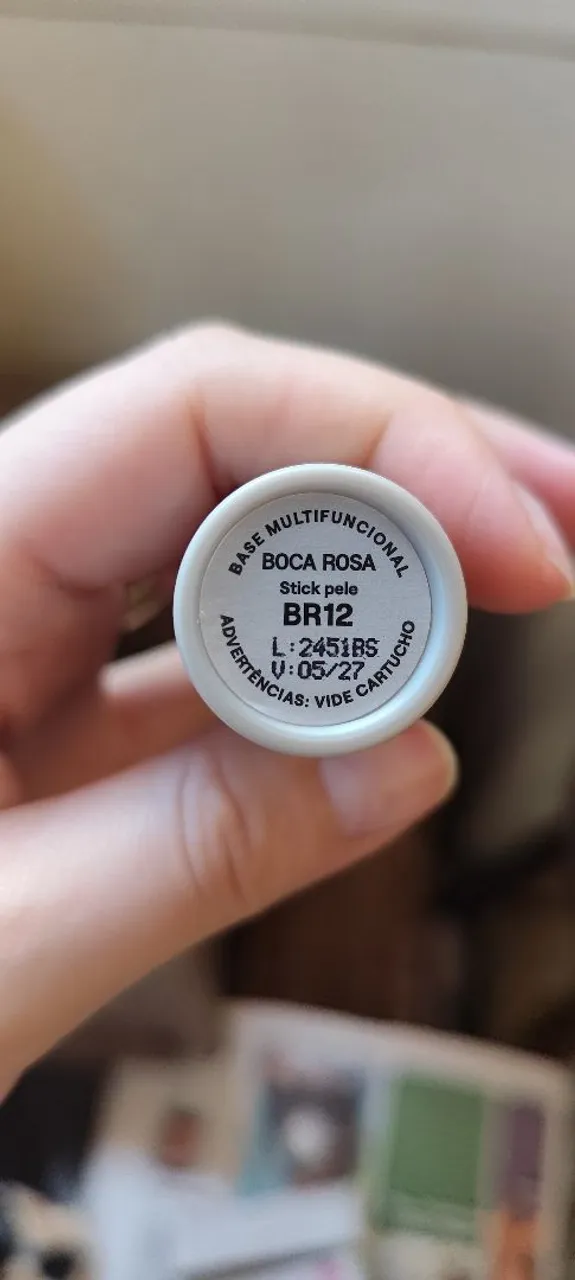 BASE MULTIFUNCIONAL
BOCA ROSA
Stick pele
BR12
L:2451BS
V:05/27
ADVERTÊNCIAS: VIDE CARTUCHO